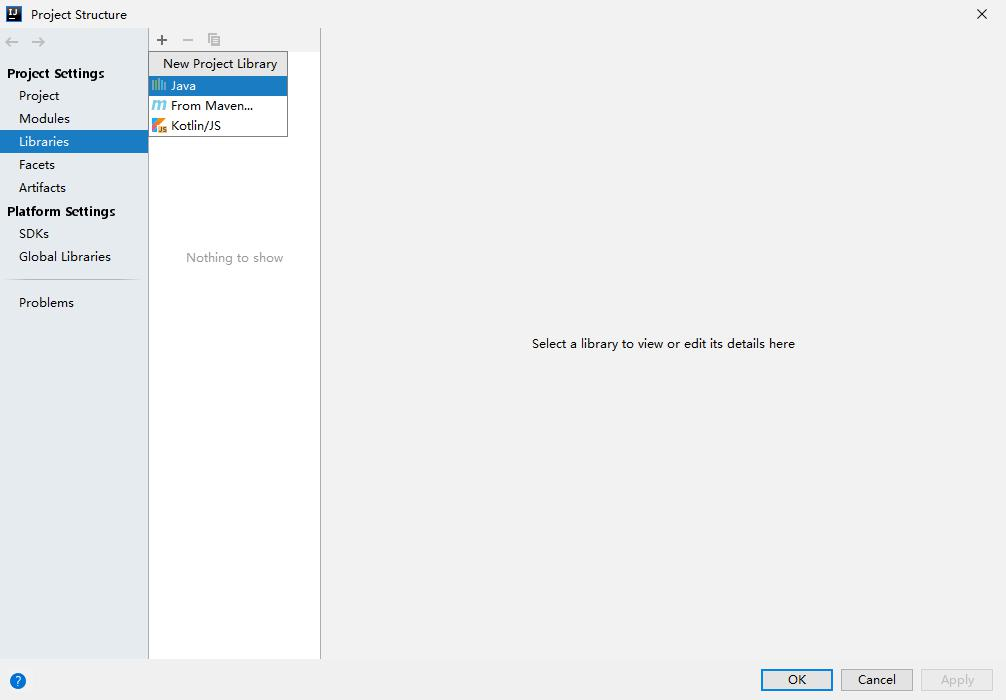 IJ
Project Structure
New Project Library
Java
m From Maven...
JS Kotlin/JS
Project Settings
Project
Modules
Libraries
Facets
Artifacts
Platform Settings
SDKs
Global Libraries
Problems
Nothing to show
Select a library to view or edit its details here
?
OK
Cancel
Apply